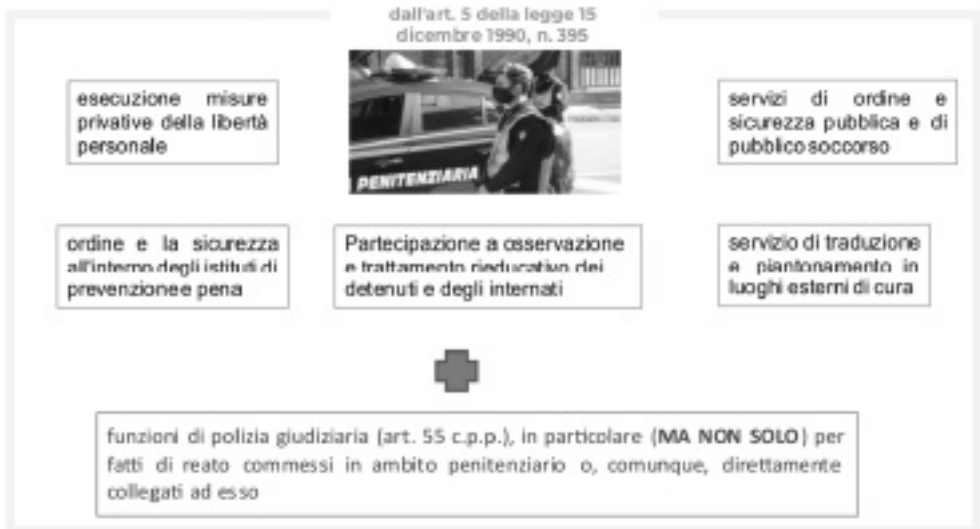 dall'art. 5 della legge 15
dicembre 1990, n. 395
esecuzione misure
privative della libertà
personale
PENITENZIARIA
servizi di ordine e
sicurezza pubblica e di
pubblico soccorso
ordine e la sicurezza
all'interno degli istituti di
prevenzione e pena
Partecipazione a osservazione
e trattamento rieducativo dei
detenuti e degli internati
servizio di traduzione
e piantonamento in
luoghi esterni di cura
funzioni di polizia giudiziaria (art. 55 c.p.p.), in particolare (MA NON SOLO) per
fatti di reato commessi in ambito penitenziario o, comunque, direttamente
collegati ad esso